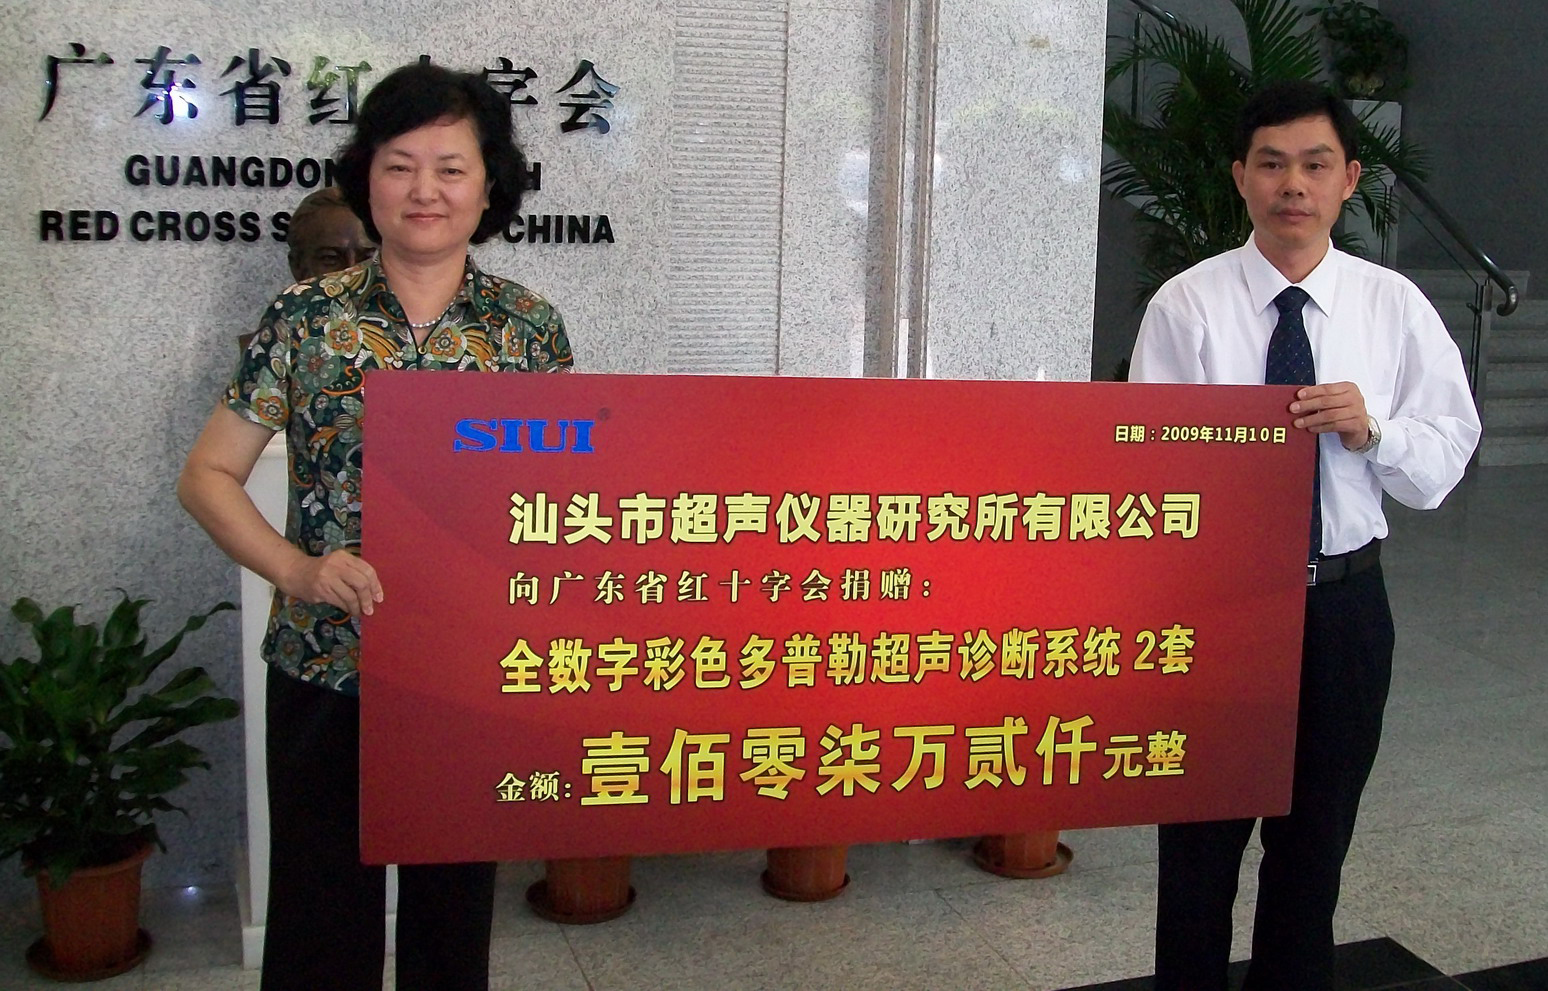 广东省红十字会
GUANGDON
RED CROSS S CHINA
SIUI®
日期：2009年11月10日
汕头市超声仪器研究所有限公司
向广东省红十字会捐赠：
全数字彩色多普勒超声诊断系统 2套
金额：壹佰零柒万贰仟元整